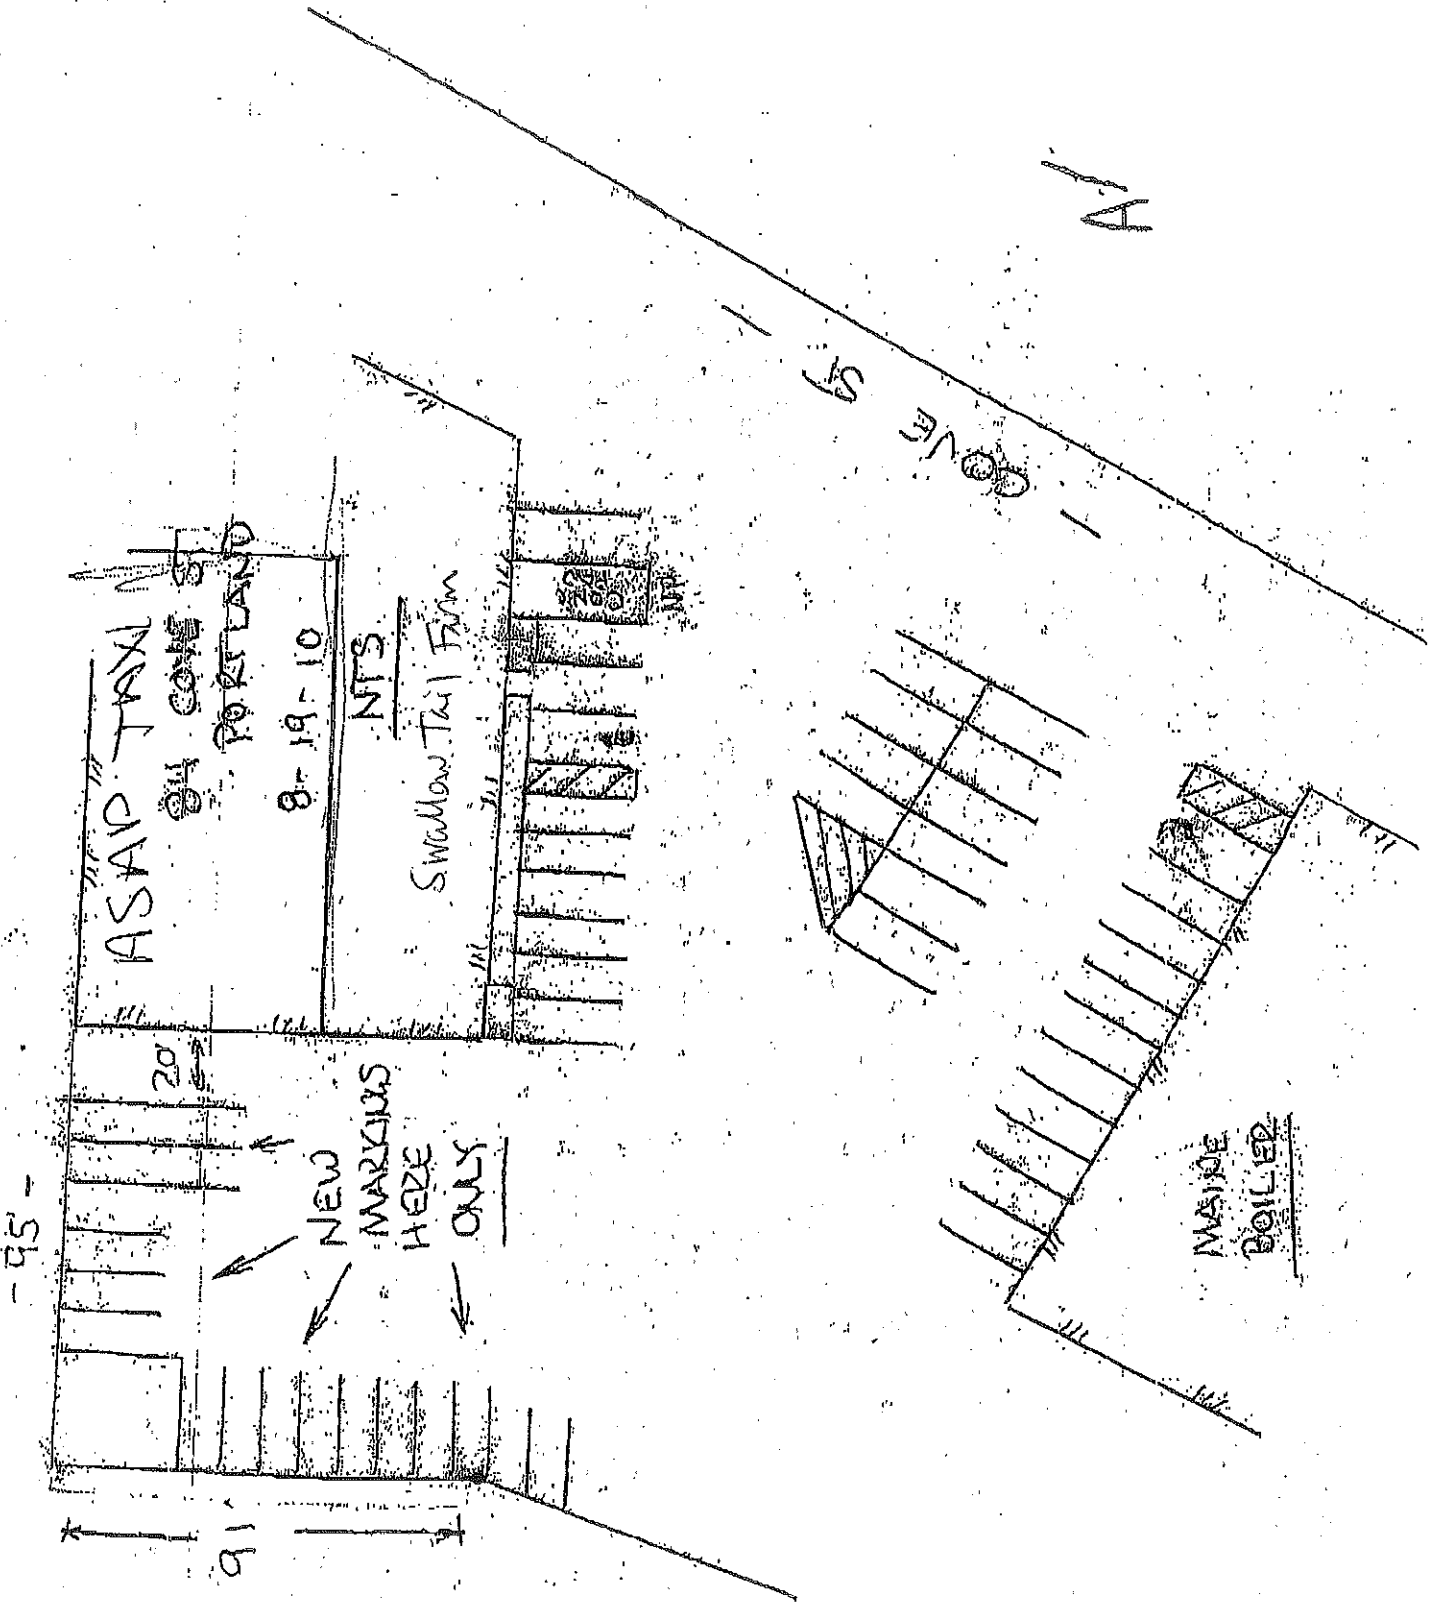 ASAP TAXI
84 COVE ST
PORTLAND
8-19-10
NTS
Swallow Tail Farm
- 95' -
20'
NEW
MARKINGS
HERE
ONLY
91
COVE ST
MAINE
BOILER